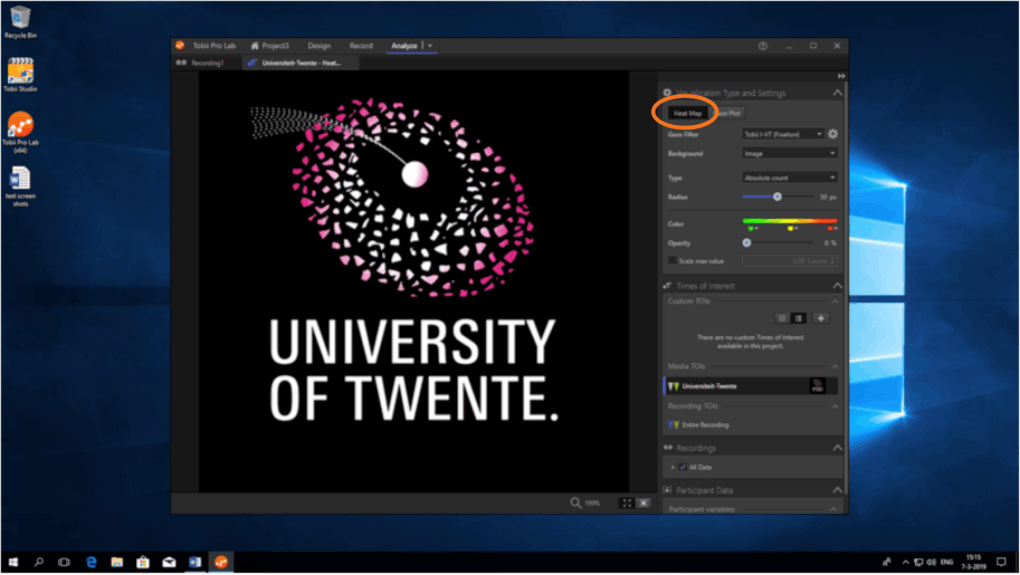 Recycle Bin
Tobii Studio
Tobii Pro Lab
(x64)
test screen
shots
Tobii Pro Lab
Project3
Design
Record
Analyze
Recording1
Universiteit-Twente - Heat...
Visualization Type and Settings
Heat Map
Plot
Gaze Filter
Tobii I-VT (Fixation)
Background
Image
Type
Absolute count
Radius
50 px
Color
Opacity
0 %
Scale max value
Counts
Times of Interest
Custom TOIs
There are no custom Times of Interest
available in this project.
Media TOIs
Universiteit-Twente
Recording TOIs
Entire Recording
Recordings
All Data
Participant Data
Participant variables
UNIVERSITY
OF TWENTE.
199%
ENG
15:15
7-3-2019